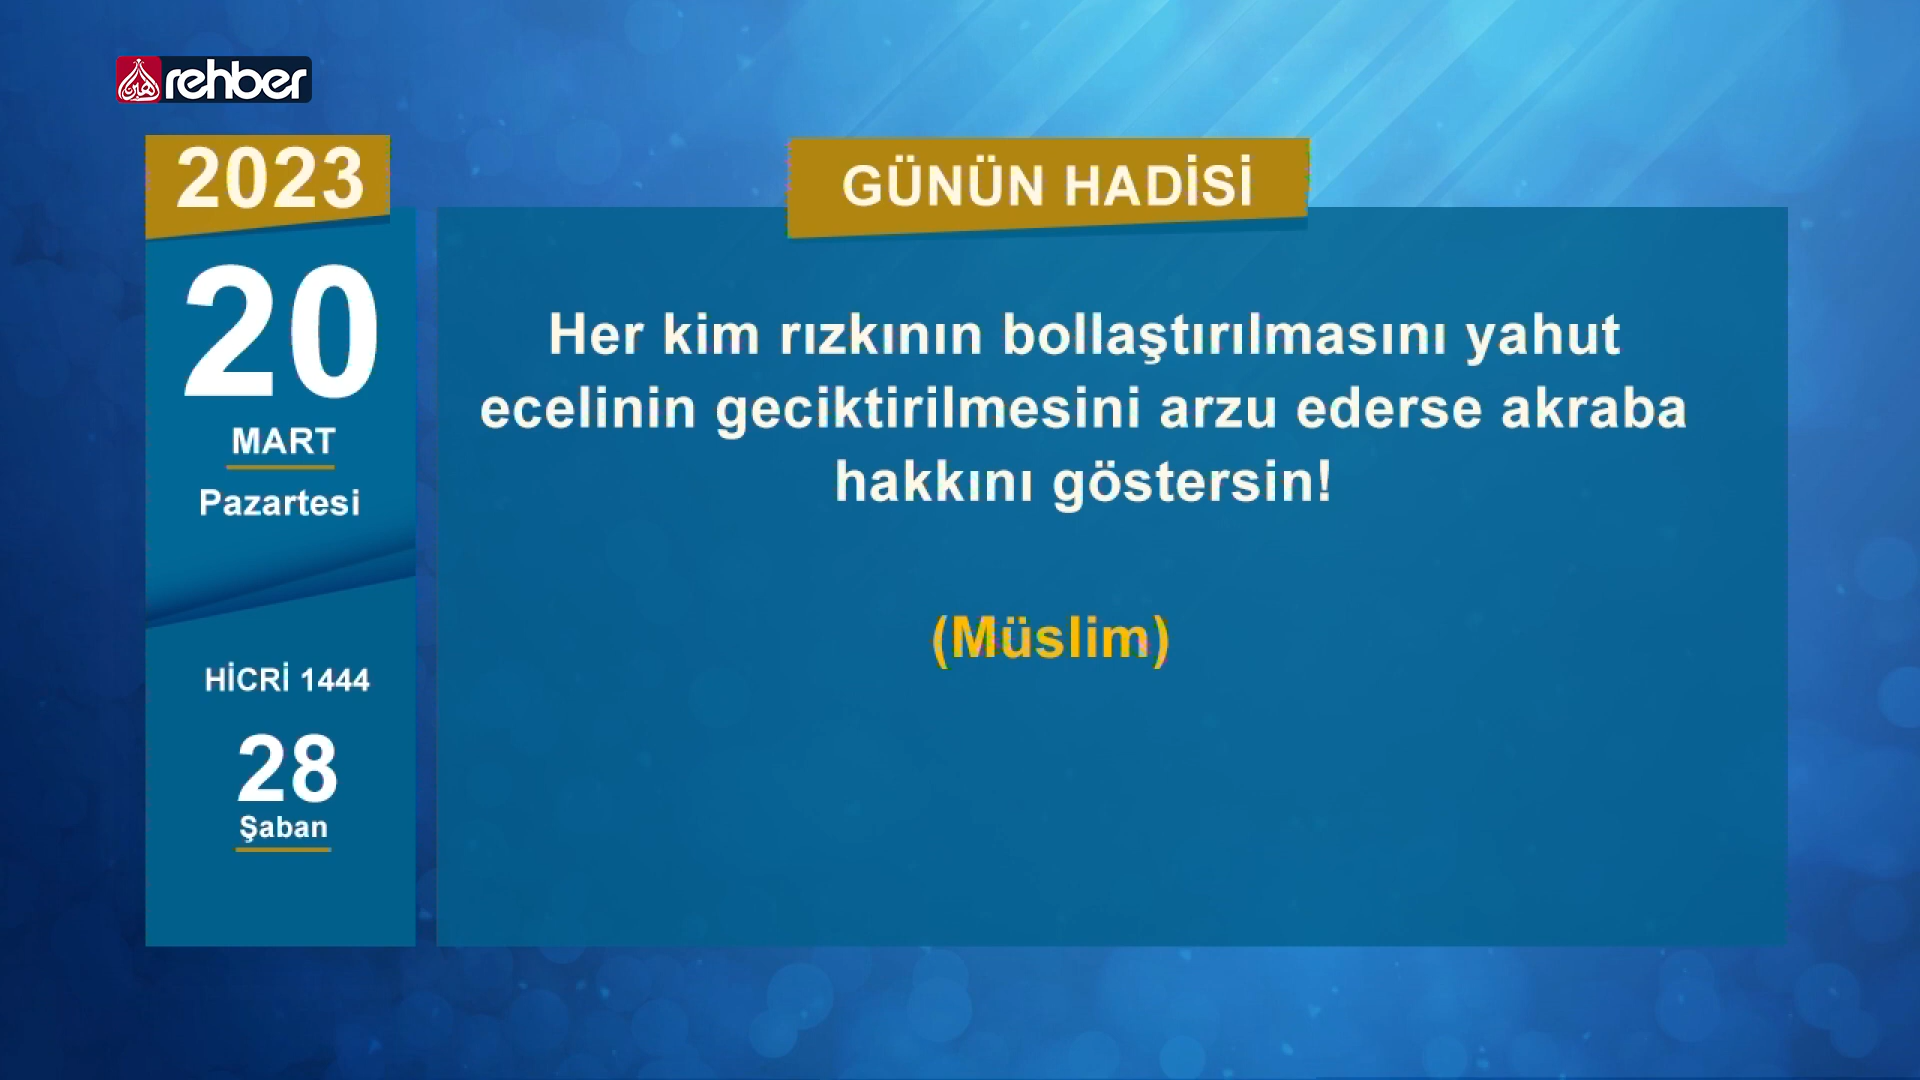 rehber
2023
20
MART
Pazartesi
HİCRİ 1444
28
Şaban
GÜNÜN HADİSİ
Her kim rızkının bollaştırılmasını yahut
ecelinin geciktirilmesini arzu ederse akraba
hakkını göstersin!
(Müslim)